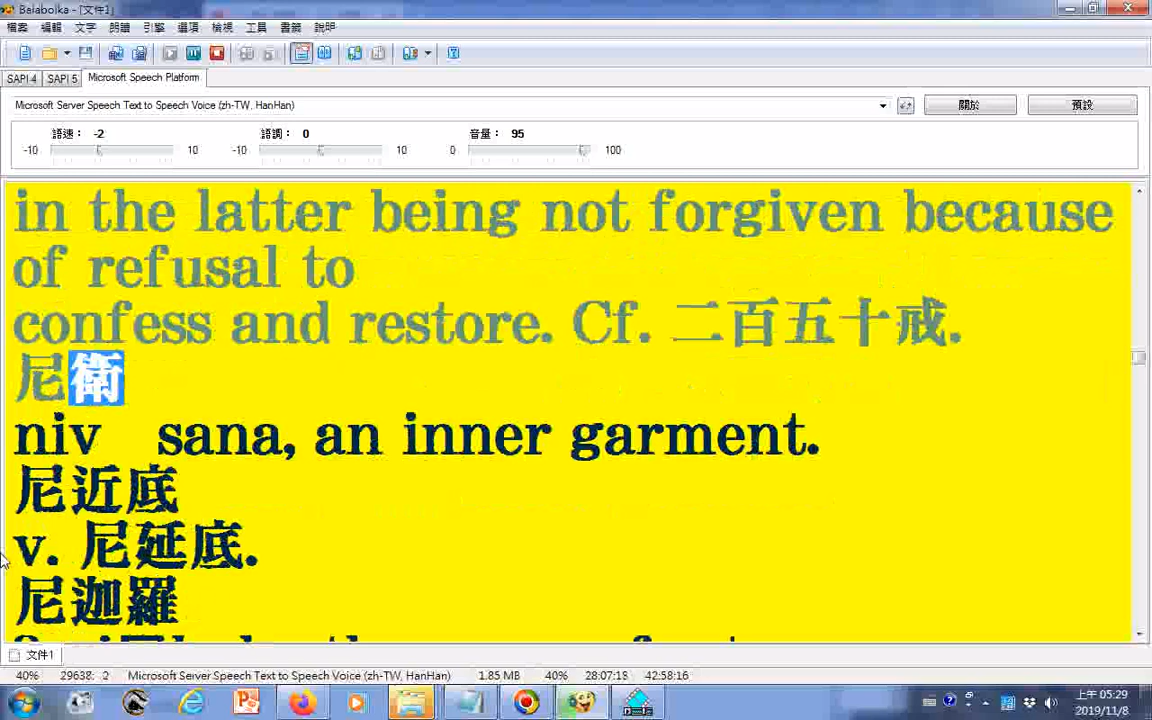 Balabolka - [文件1]
檔案 編輯 文字 朗讀 引擎 選項 檢視 工具 書籤 說明
SAPI 4 SAPI 5 Microsoft Speech Platform
Microsoft Server Speech Text to Speech Voice (zh-TW, HanHan) 關於 預設
語速： -2 語調： 0 音量： 95
-10 10 -10 10 0 100
in the latter being not forgiven because
of refusal to
confess and restore. Cf. 二百五十戒.
尼衛
niv sana, an inner garment.
尼近底
v. 尼延底.
尼迦羅
文件1
40% 29638: 2 Microsoft Server Speech Text to Speech Voice (zh-TW, HanHan) 1.85 MB 40% 28:07:18 42:58:16
上午 05:29
2019/11/8